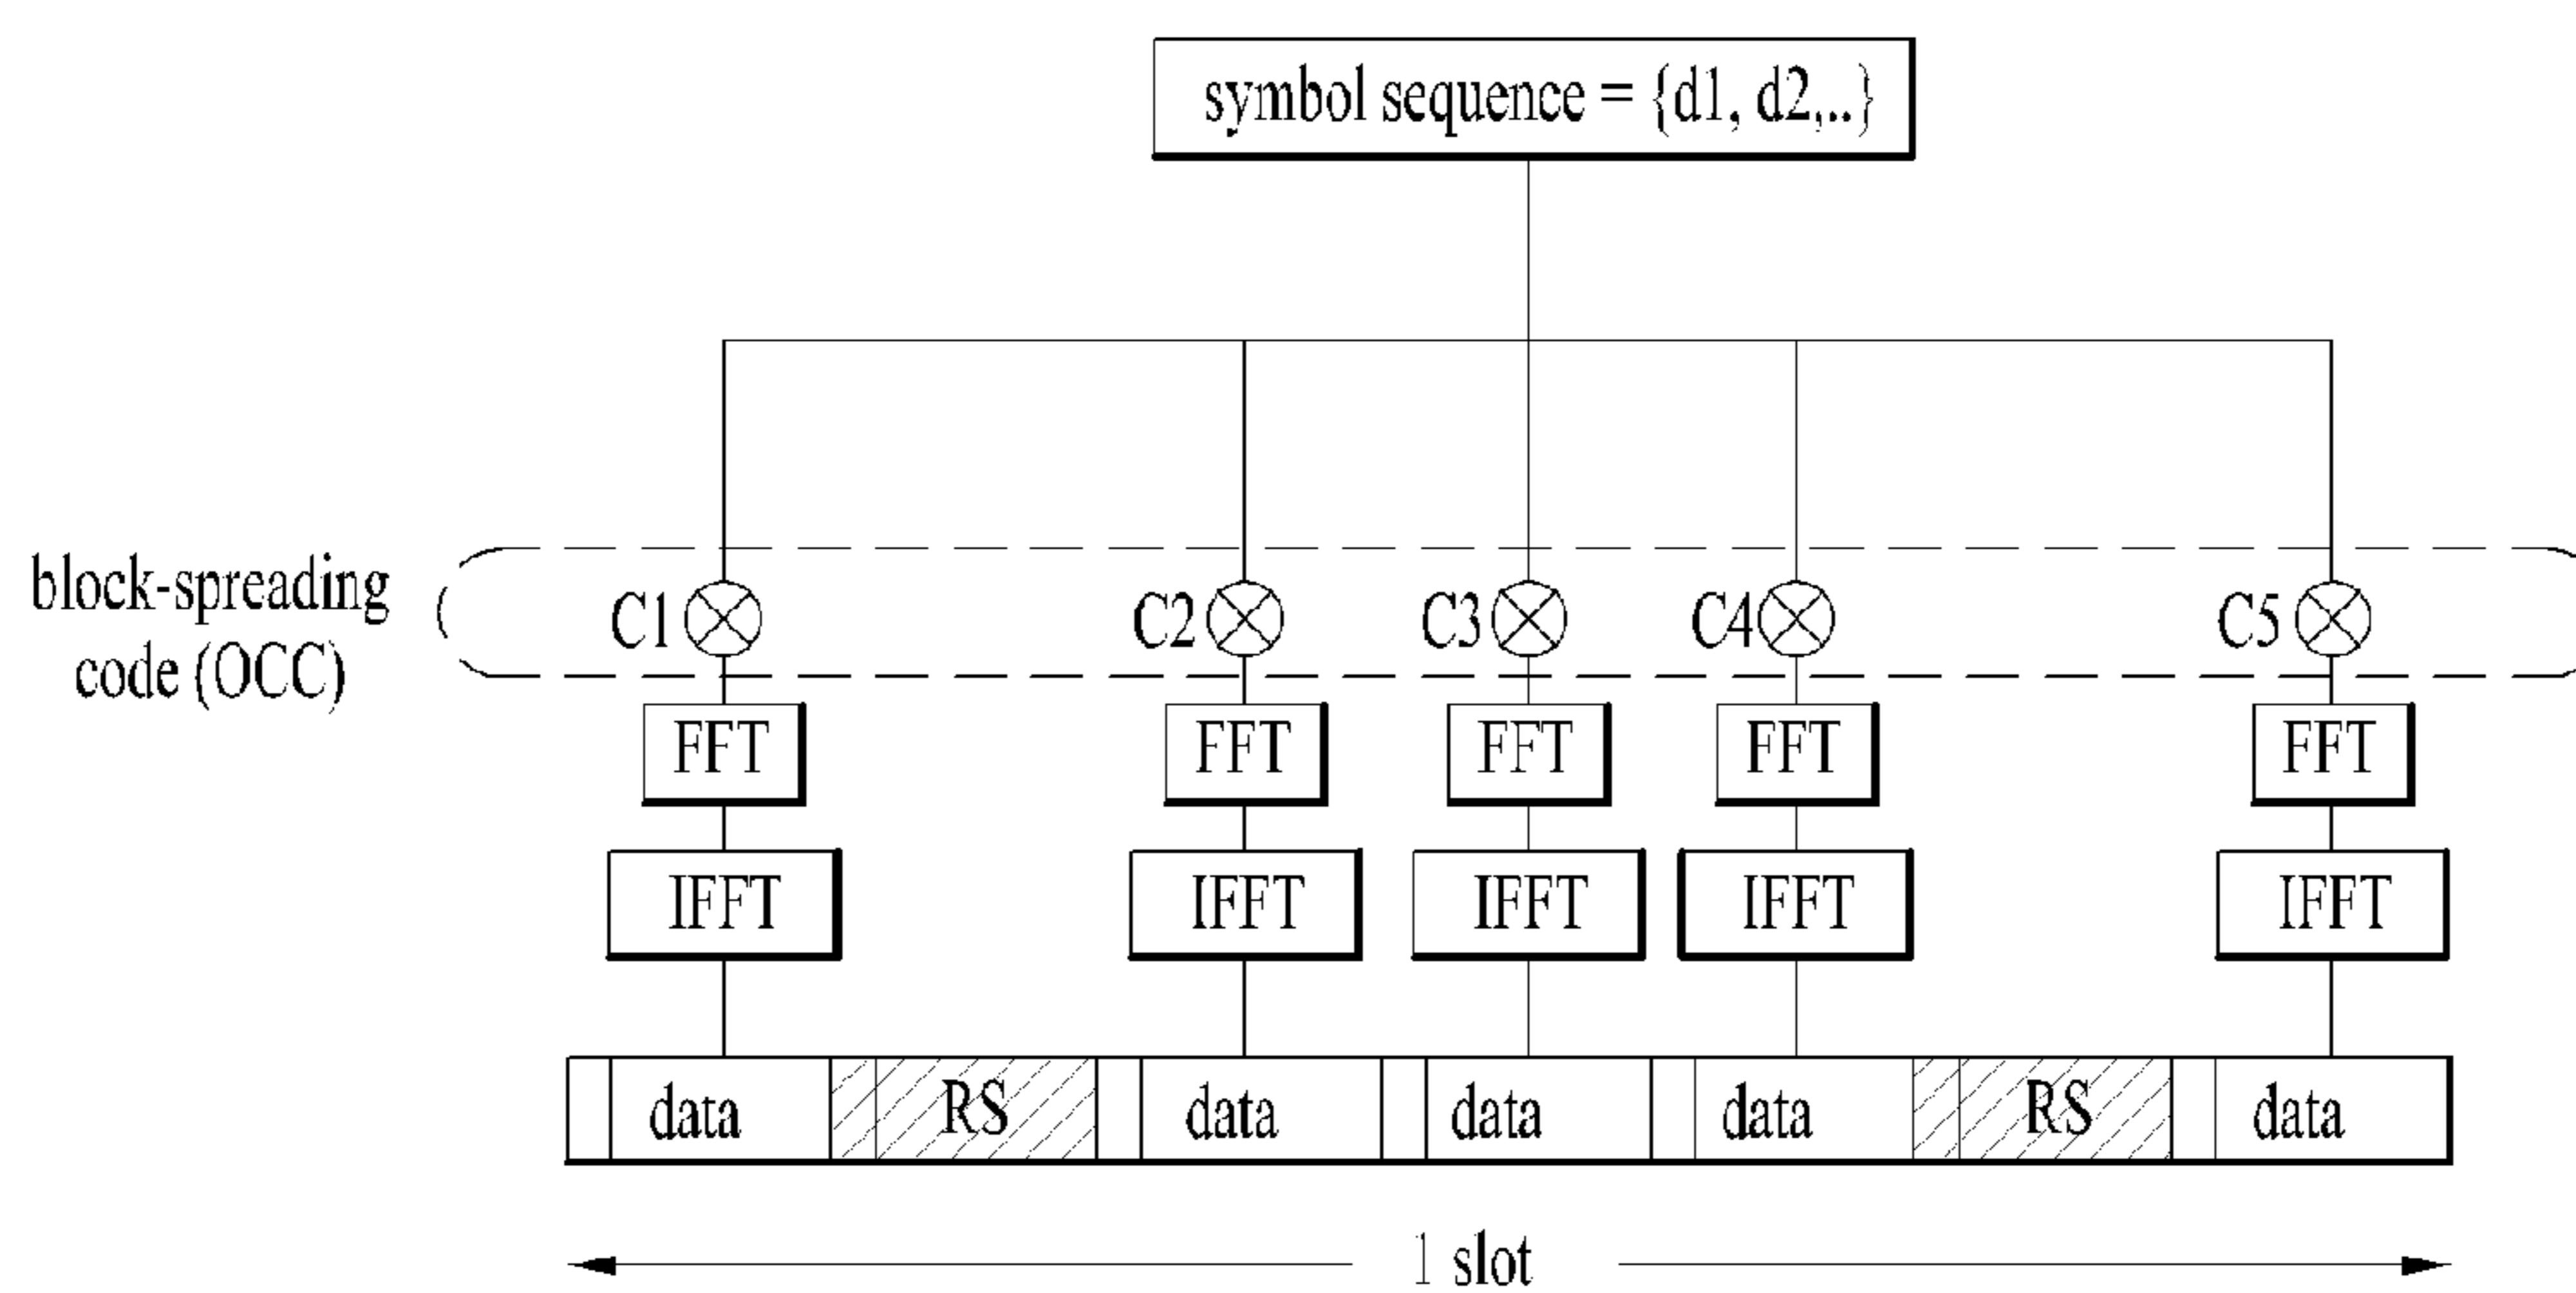 symbol sequence = {d1, d2,..}
block-spreading
code (OCC)
C1 C2 C3 C4 C5
FFT FFT FFT FFT FFT
IFFT IFFT IFFT IFFT IFFT
data RS data data data RS data
1 slot